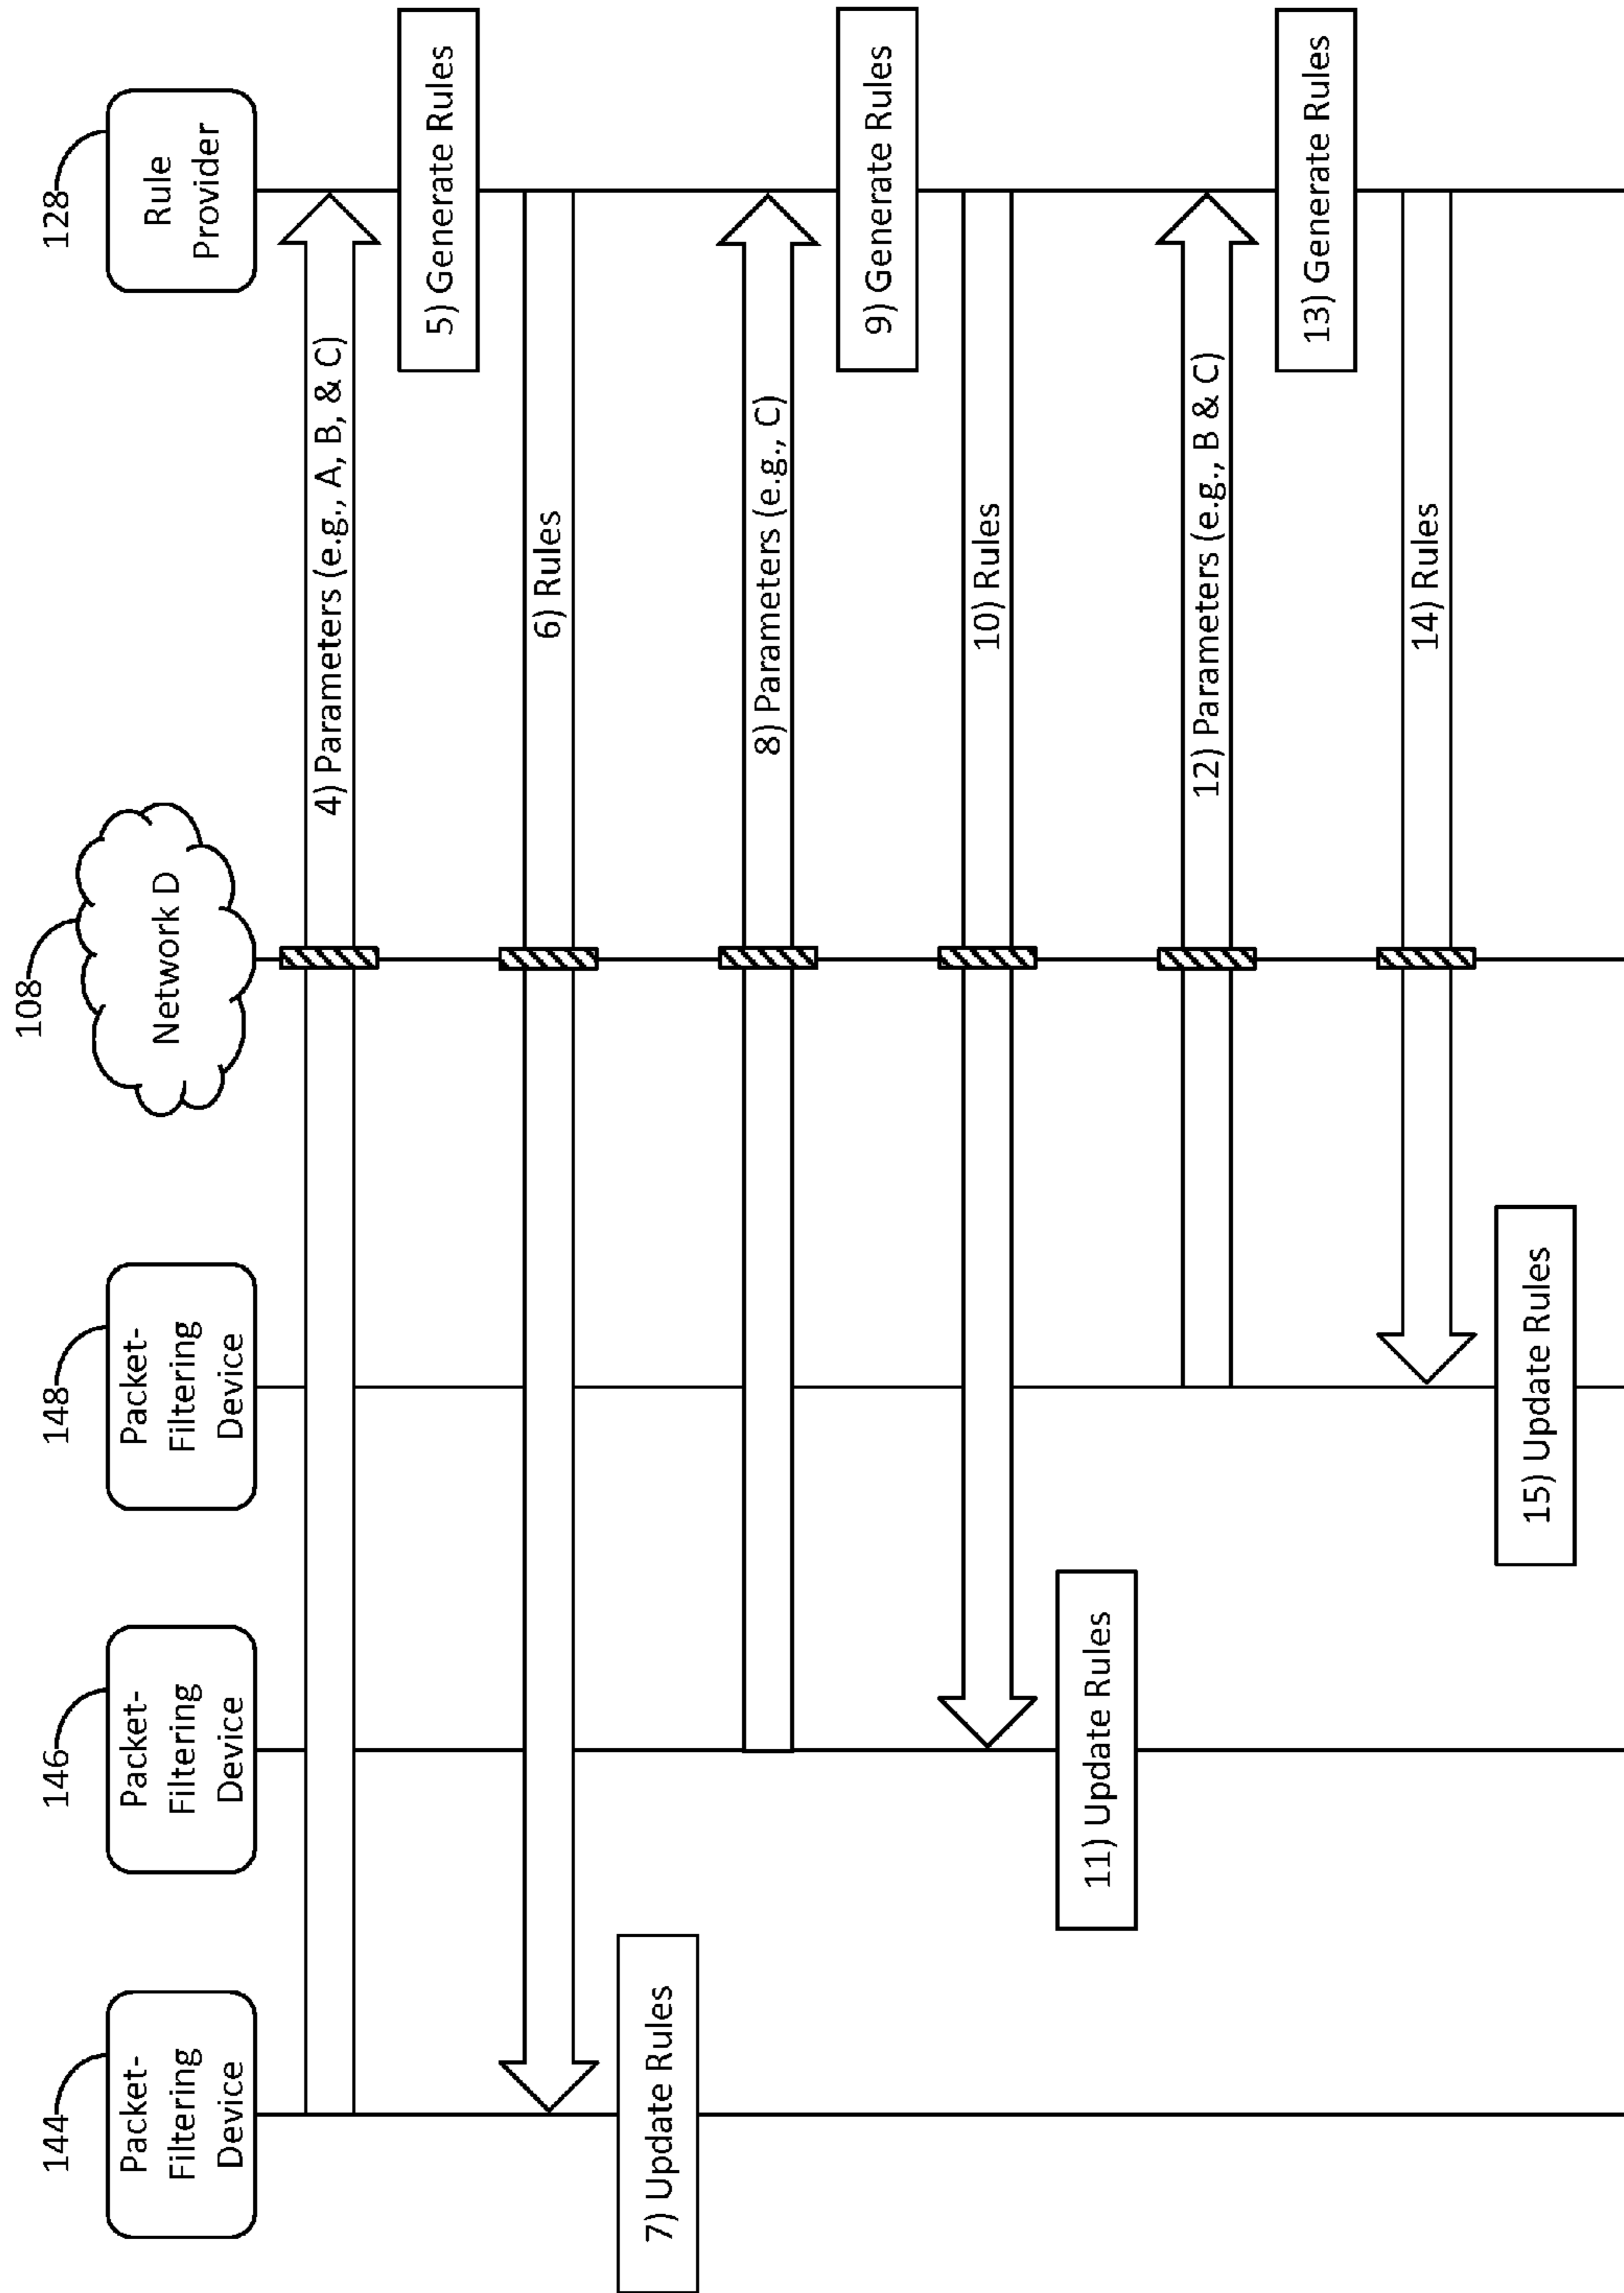 144
Packet-
Filtering
Device
146
Packet-
Filtering
Device
148
Packet-
Filtering
Device
108
Network D
128
Rule
Provider
4) Parameters (e.g., A, B, & C)
5) Generate Rules
6) Rules
7) Update Rules
8) Parameters (e.g., C)
9) Generate Rules
10) Rules
11) Update Rules
12) Parameters (e.g., B & C)
13) Generate Rules
14) Rules
15) Update Rules